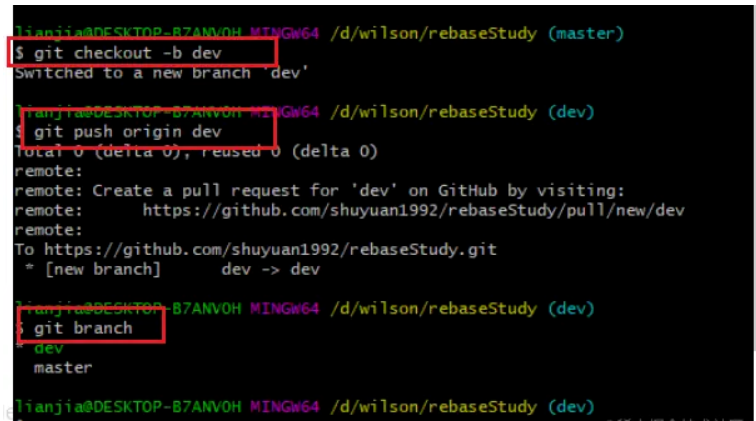 lianjia@DESKTOP-B7ANVOH MINGW64 /d/wilson/rebaseStudy (master)
$ git checkout -b dev
Switched to a new branch 'dev'
lianjia@DESKTOP-B7ANVOH MINGW64 /d/wilson/rebaseStudy (dev)
$ git push origin dev
Total 0 (delta 0), reused 0 (delta 0)
remote:
remote: Create a pull request for 'dev' on GitHub by visiting:
remote:      https://github.com/shuyuan1992/rebaseStudy/pull/new/dev
remote:
To https://github.com/shuyuan1992/rebaseStudy.git
 * [new branch]      dev -> dev
lianjia@DESKTOP-B7ANVOH MINGW64 /d/wilson/rebaseStudy (dev)
$ git branch
* dev
  master
lianjia@DESKTOP-B7ANVOH MINGW64 /d/wilson/rebaseStudy (dev)